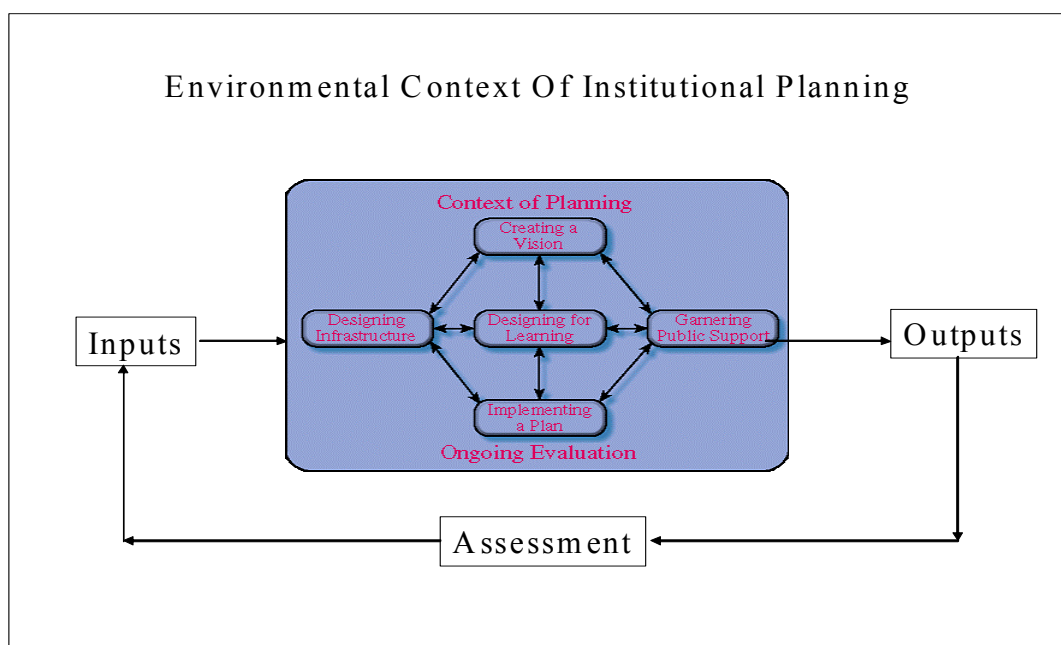 Environmental Context Of Institutional Planning
Context of Planning
Creating a
Vision
Designing
Infrastructure
Designing for
Learning
Garnering
Public Support
Inputs
Outputs
Implementing
a Plan
Ongoing Evaluation
Assessment